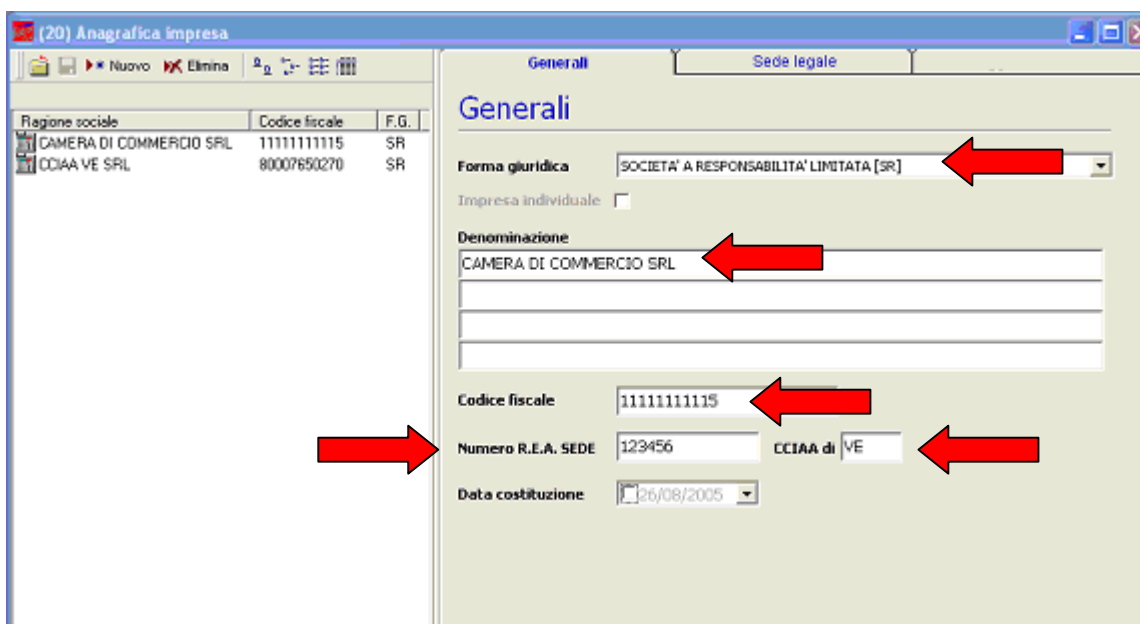 (20) Anagrafica impresa
Nuovo Elimina
Generali Sede legale
Generali
Ragione sociale Codice fiscale F.G.
CAMERA DI COMMERCIO SRL 11111111115 SR
CCIAA VE SRL 80007650270 SR
Forma giuridica SOCIETA' A RESPONSABILITA' LIMITATA [SR]
Impresa individuale
Denominazione
CAMERA DI COMMERCIO SRL
Codice fiscale 11111111115
Numero R.E.A. SEDE 123456 CCIAA di VE
Data costituzione 26/08/2005